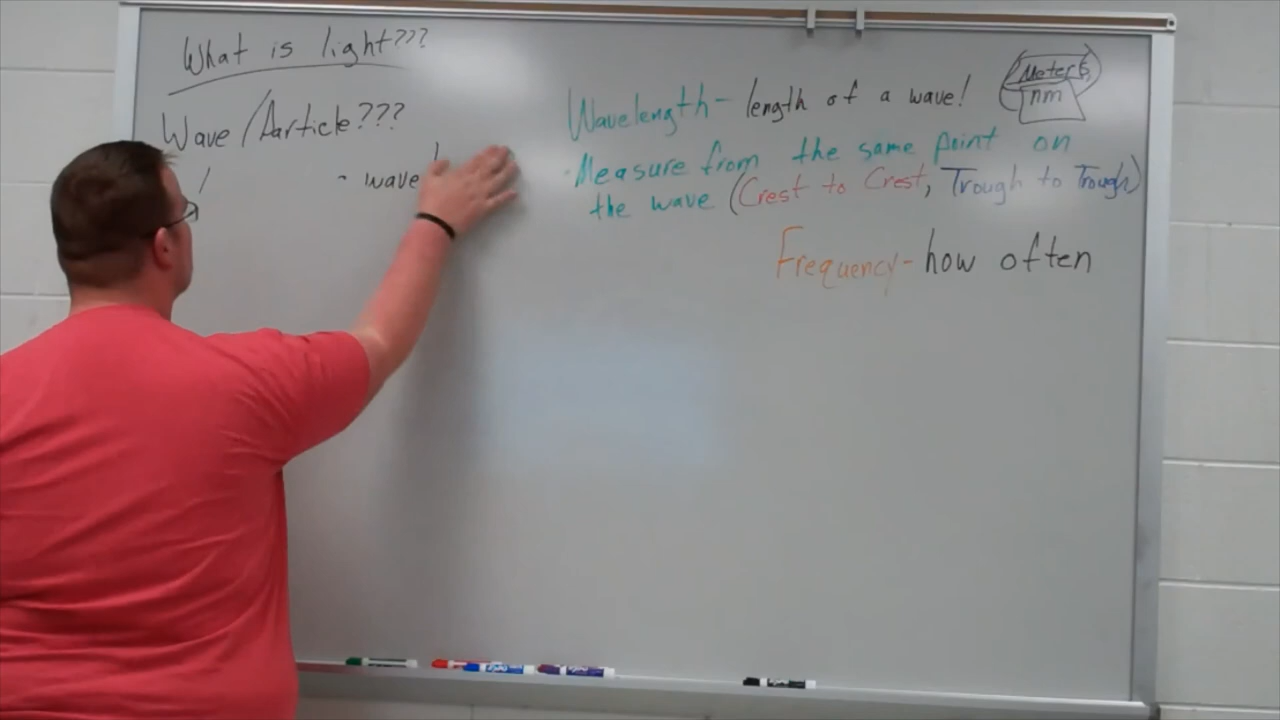 What is light???
Wave/Particle???
- wave
Wavelength - length of a wave!
Meters
nm
· Measure from the same point on
the wave (Crest to Crest, Trough to Trough)
Frequency - how often